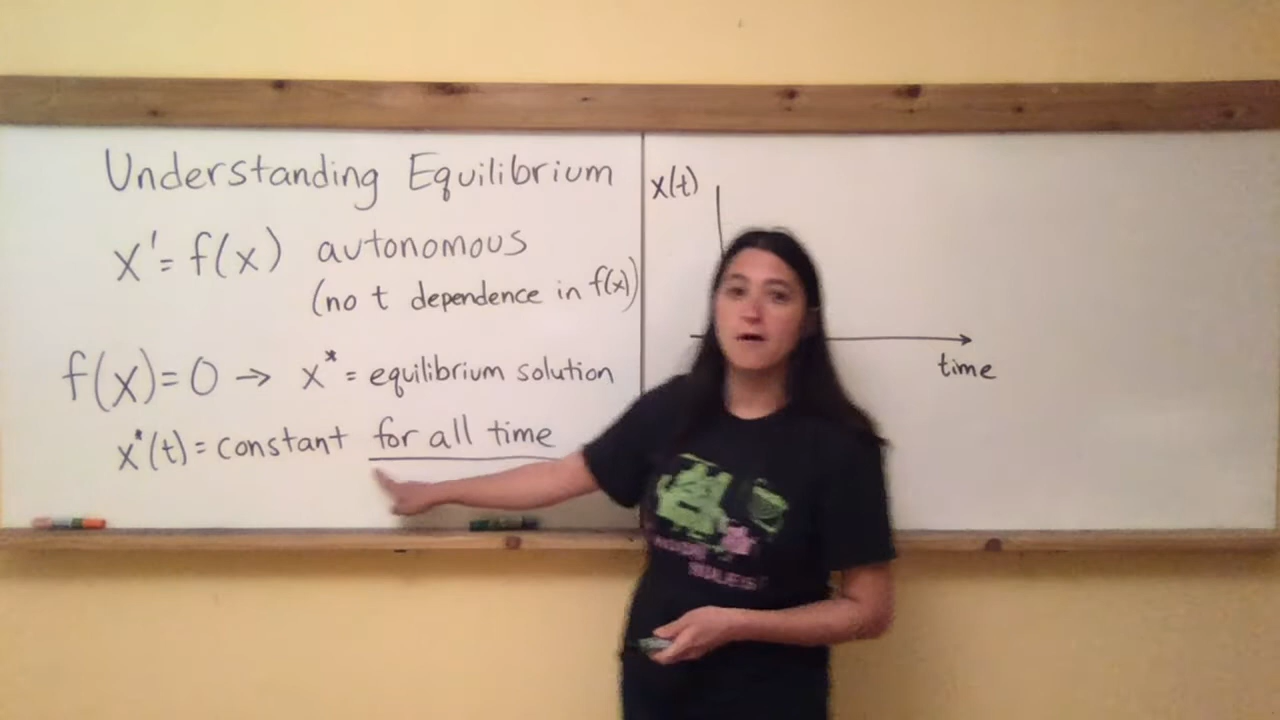 Understanding Equilibrium
x' = f(x) autonomous
(no t dependence in f(x))
f(x) = 0 → x* = equilibrium solution
x*(t) = constant for all time
x(t)
time